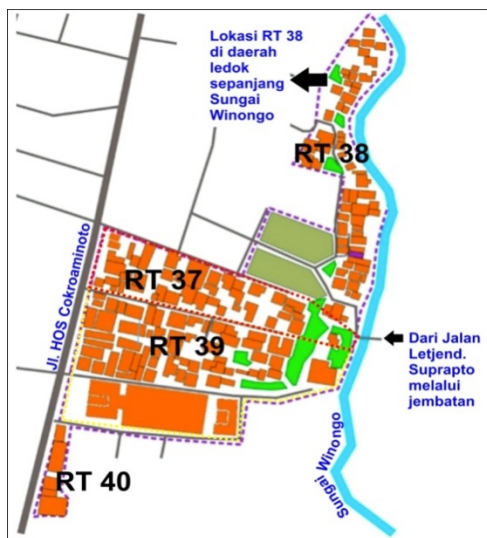 Lokasi RT 38
di daerah
ledok
sepanjang
Sungai
Winongo
RT 38
RT 37
RT 39
RT 40
Jl. HOS Cokroaminoto
Dari Jalan
Letjend.
Suprapto
melalui
jembatan
Sungai Winongo